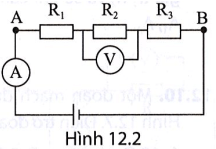 A R₁ R₂ R₃ B
V
A
Hình 12.2